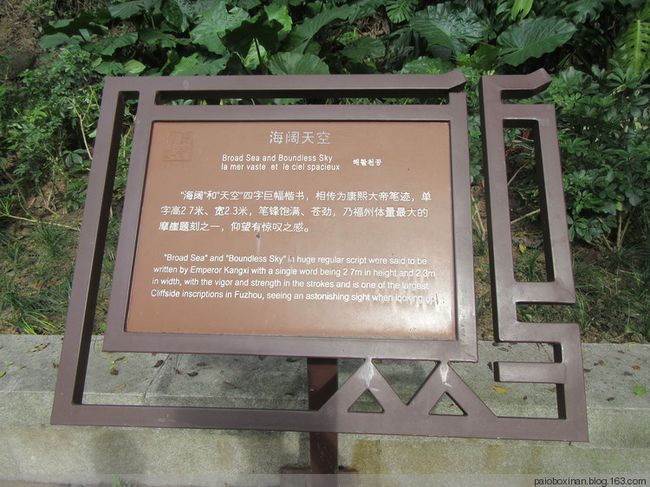 海阔天空
Broad Sea and Boundless Sky 해활천공
la mer vaste et le ciel spacieux
"海阔"和"天空"四字巨幅楷书，相传为康熙大帝笔迹，单
字高2.7米、宽2.3米，笔锋饱满、苍劲，乃福州体量最大的
摩崖题刻之一，仰望有惊叹之感。
"Broad Sea" and "Boundless Sky" in huge regular script were said to be
written by Emperor Kangxi with a single word being 2.7m in height and 2.3m
in width, with the vigor and strength in the strokes and is one of the largest
Cliffside inscriptions in Fuzhou, seeing an astonishing sight when looking up.
paioboxinan.blog.163.com